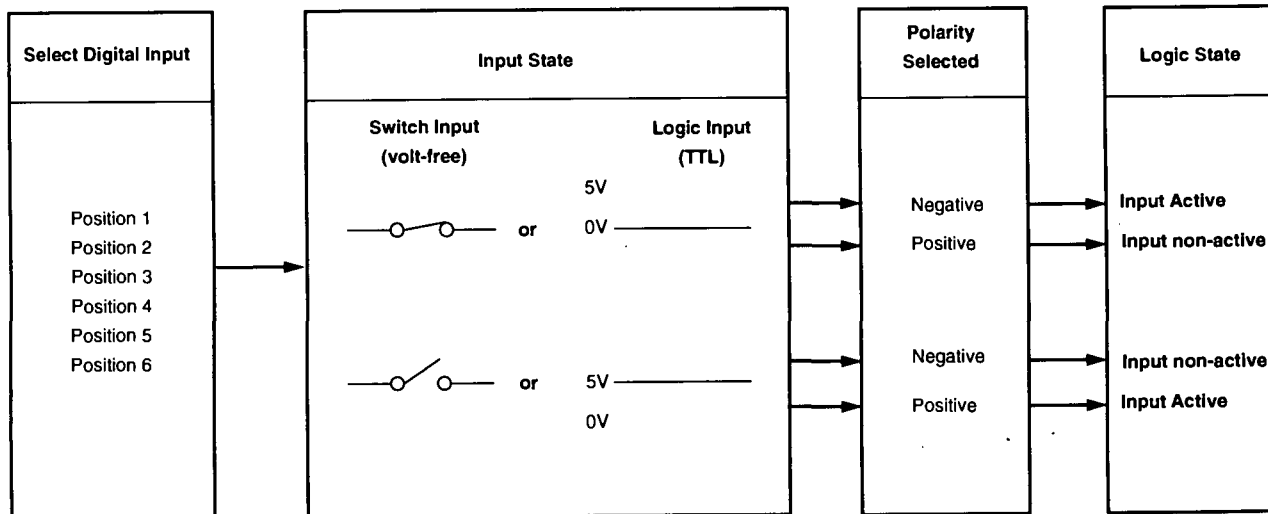 Select Digital Input
Input State
Polarity
Selected
Logic State
Position 1
Position 2
Position 3
Position 4
Position 5
Position 6
Switch Input
(volt-free)
Logic Input
(TTL)
5V
or
0V
or
5V
0V
Negative
Positive
Negative
Positive
Input Active
Input non-active
Input non-active
Input Active